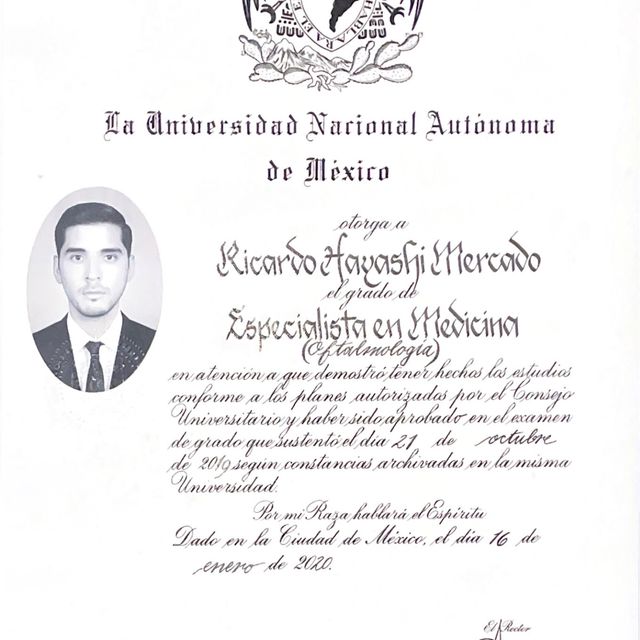 HABLARA EL E
La Universidad Nacional Autónoma
de México
otorga a
Ricardo Hayashi Mercado
el grado de
Especialista en Medicina
(Oftalmología)
en atención a que demostró tener hechos los estudios
conforme a los planes autorizados por el Consejo
Universitario y haber sido aprobado en el examen
de grado que sustentó el día 21 de octubre
de 2019 según constancias archivadas en la misma
Universidad.
Por mi Raza hablará el Espíritu
Dado en la Ciudad de México, el día 16 de
enero de 2020.
El Rector